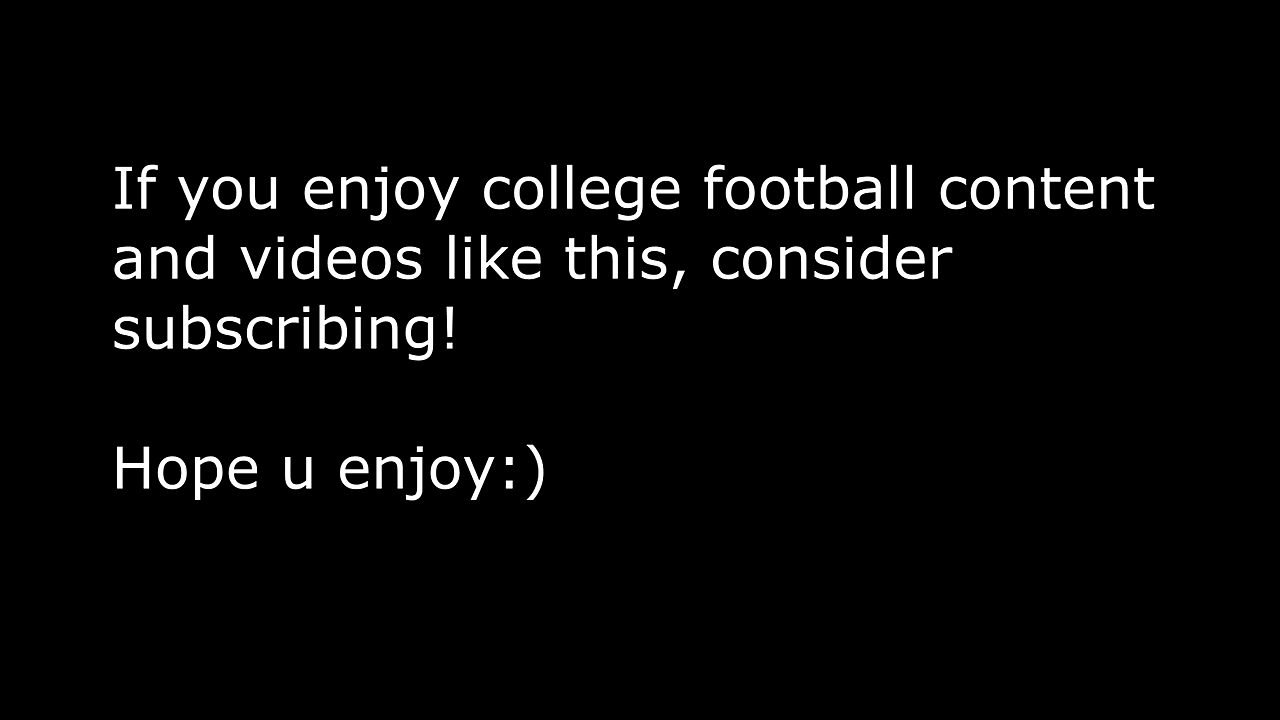 If you enjoy college football content
and videos like this, consider
subscribing!
Hope u enjoy:)